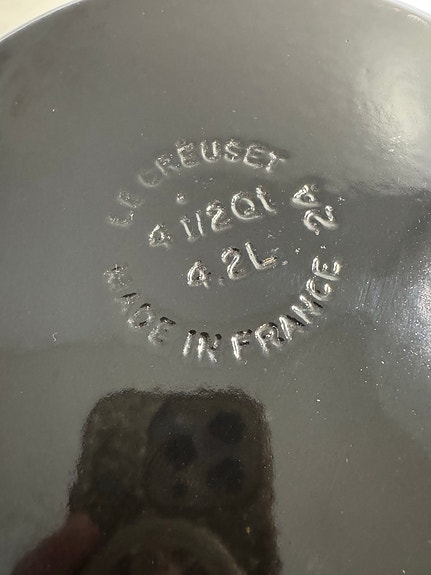 LE CREUSET 24
4 1/2Qt
4.2L.
MADE IN FRANCE